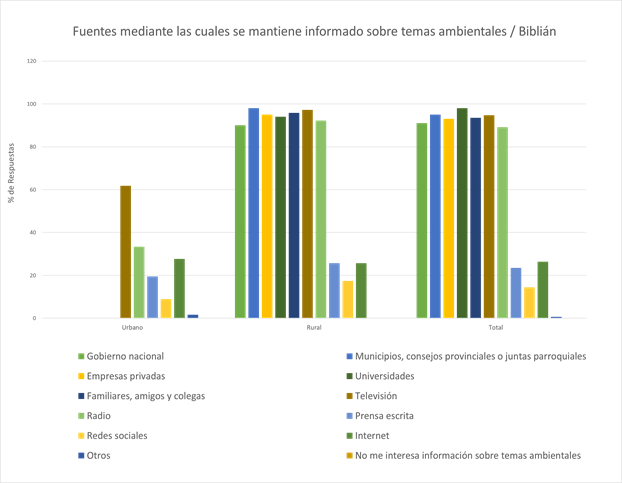 Fuentes mediante las cuales se mantiene informado sobre temas ambientales / Biblián
120
100
80
60
40
20
0
% de Respuestas
Urbano Rural Total
Gobierno nacional Municipios, consejos provinciales o juntas parroquiales
Empresas privadas Universidades
Familiares, amigos y colegas Televisión
Radio Prensa escrita
Redes sociales Internet
Otros No me interesa información sobre temas ambientales